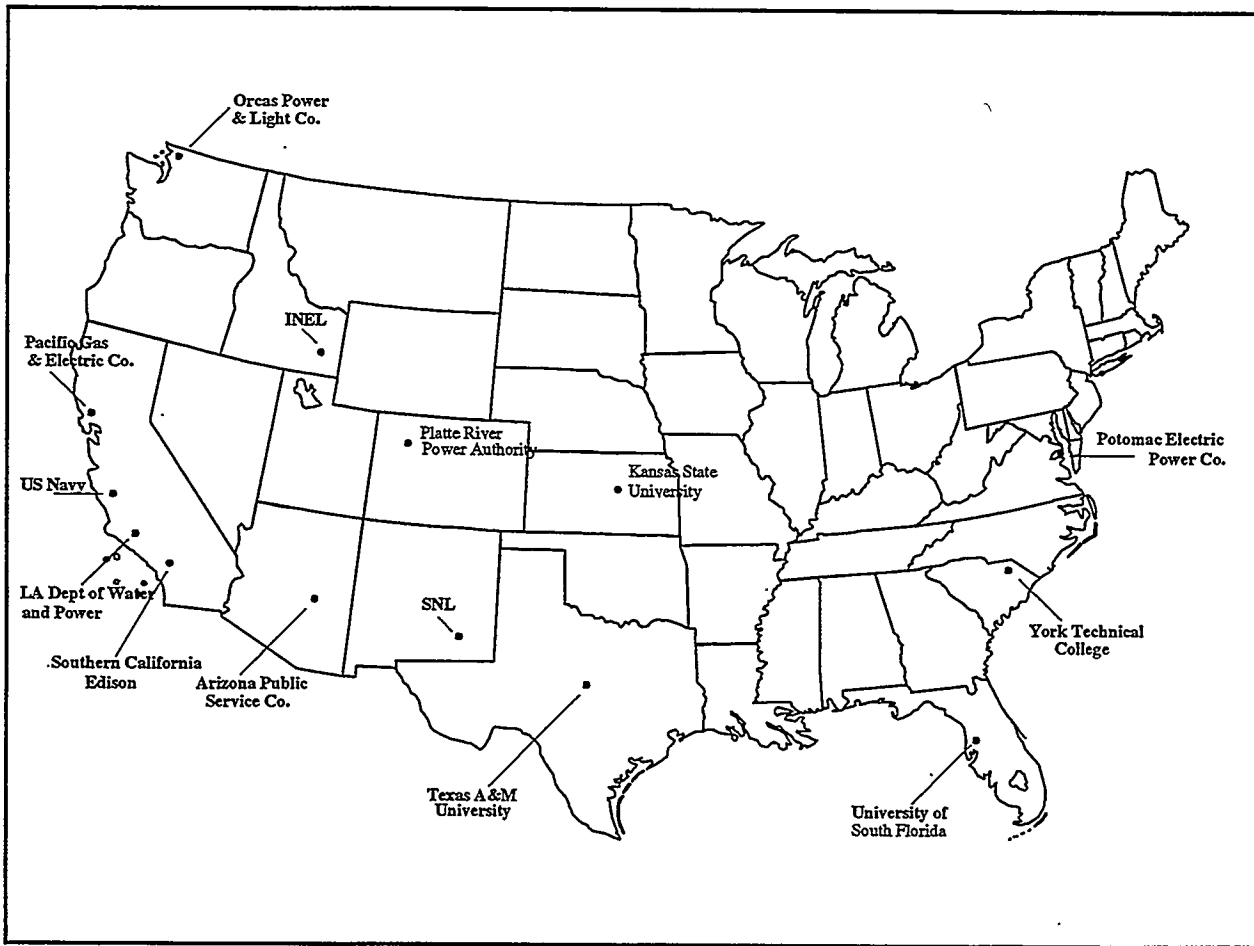 Orcas Power
& Light Co.
INEL
Pacific Gas
& Electric Co.
Platte River
Power Authority
Kansas State
University
Potomac Electric
Power Co.
US Navy
LA Dept of Water
and Power
SNL
Southern California
Edison
Arizona Public
Service Co.
York Technical
College
Texas A&M
University
University of
South Florida